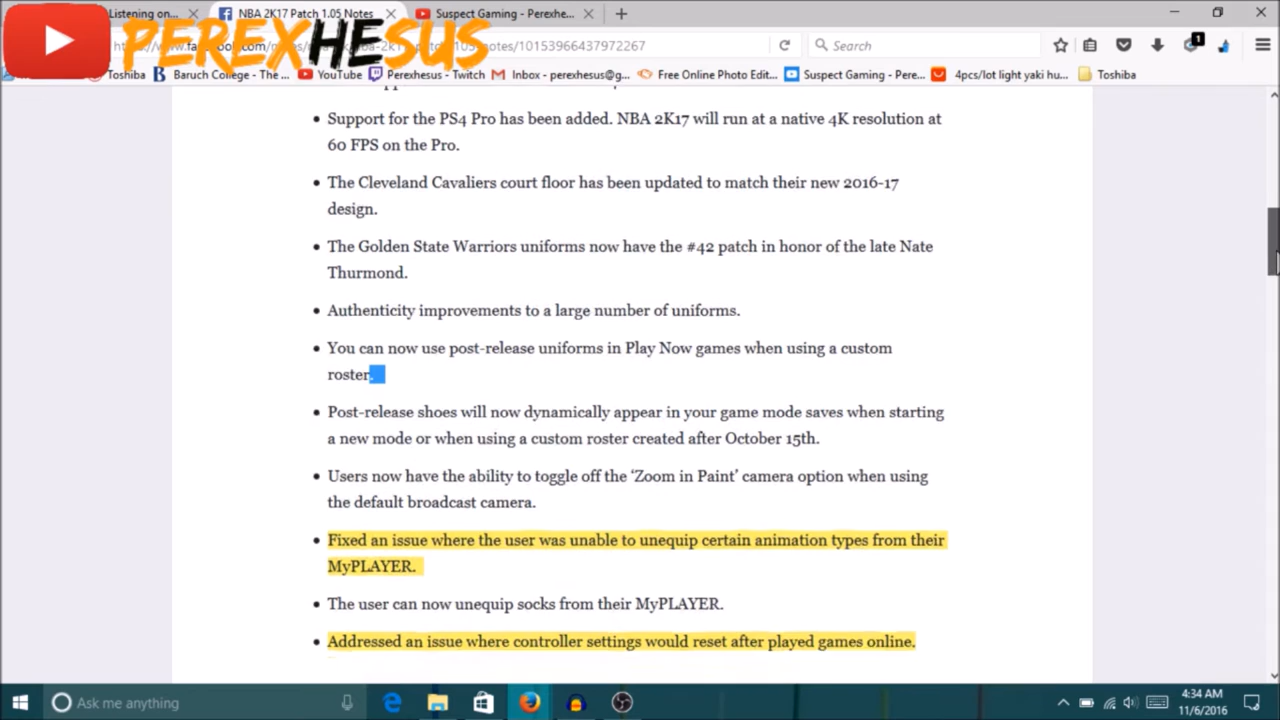 Listening on...
NBA 2K17 Patch 1.05 Notes
Suspect Gaming - Perexhe...
PEREXHESUS
notes/10153966437972267
Search
1
Toshiba
Baruch College - The ...
YouTube
Perexhesus - Twitch
Inbox - perexhesus@g...
Free Online Photo Edit...
Suspect Gaming - Pere...
4pcs/lot light yaki hu...
Toshiba
• Support for the PS4 Pro has been added. NBA 2K17 will run at a native 4K resolution at
60 FPS on the Pro.
• The Cleveland Cavaliers court floor has been updated to match their new 2016-17
design.
• The Golden State Warriors uniforms now have the #42 patch in honor of the late Nate
Thurmond.
• Authenticity improvements to a large number of uniforms.
• You can now use post-release uniforms in Play Now games when using a custom
roster.
• Post-release shoes will now dynamically appear in your game mode saves when starting
a new mode or when using a custom roster created after October 15th.
• Users now have the ability to toggle off the ‘Zoom in Paint’ camera option when using
the default broadcast camera.
• Fixed an issue where the user was unable to unequip certain animation types from their
MyPLAYER.
• The user can now unequip socks from their MyPLAYER.
• Addressed an issue where controller settings would reset after played games online.
Ask me anything
4:34 AM
11/6/2016